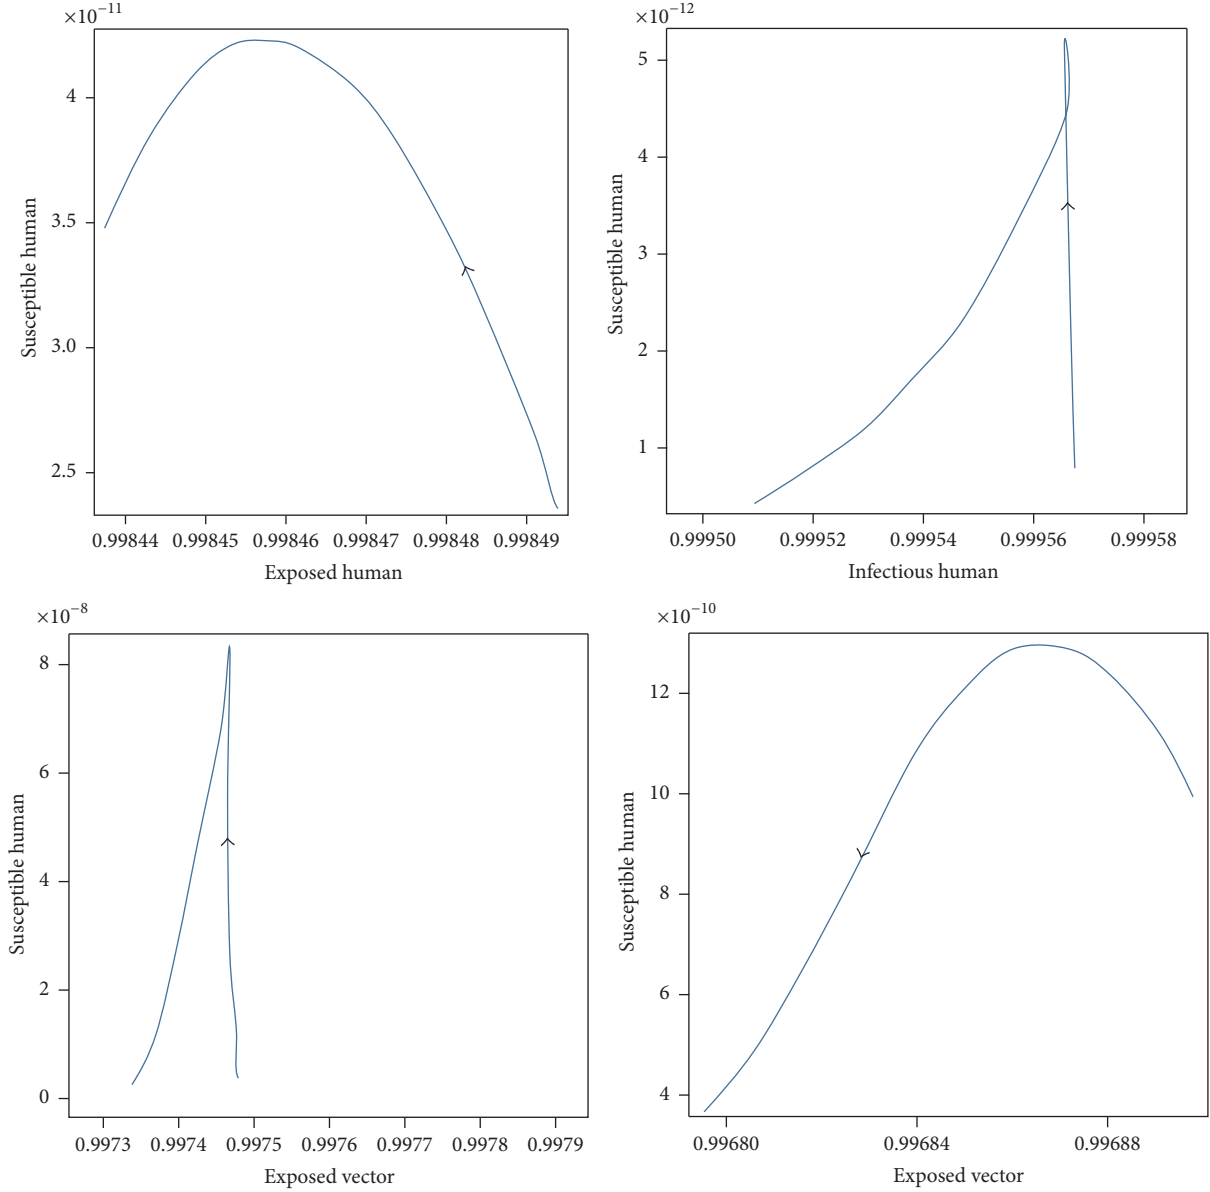 ×10⁻¹¹
4
3.5
3.0
2.5
Susceptible human
0.99844 0.99845 0.99846 0.99847 0.99848 0.99849
Exposed human
×10⁻¹²
5
4
3
2
1
Susceptible human
0.99950 0.99952 0.99954 0.99956 0.99958
Infectious human
×10⁻⁸
8
6
4
2
0
Susceptible human
0.9973 0.9974 0.9975 0.9976 0.9977 0.9978 0.9979
Exposed vector
×10⁻¹⁰
12
10
8
6
4
Susceptible human
0.99680 0.99684 0.99688
Exposed vector